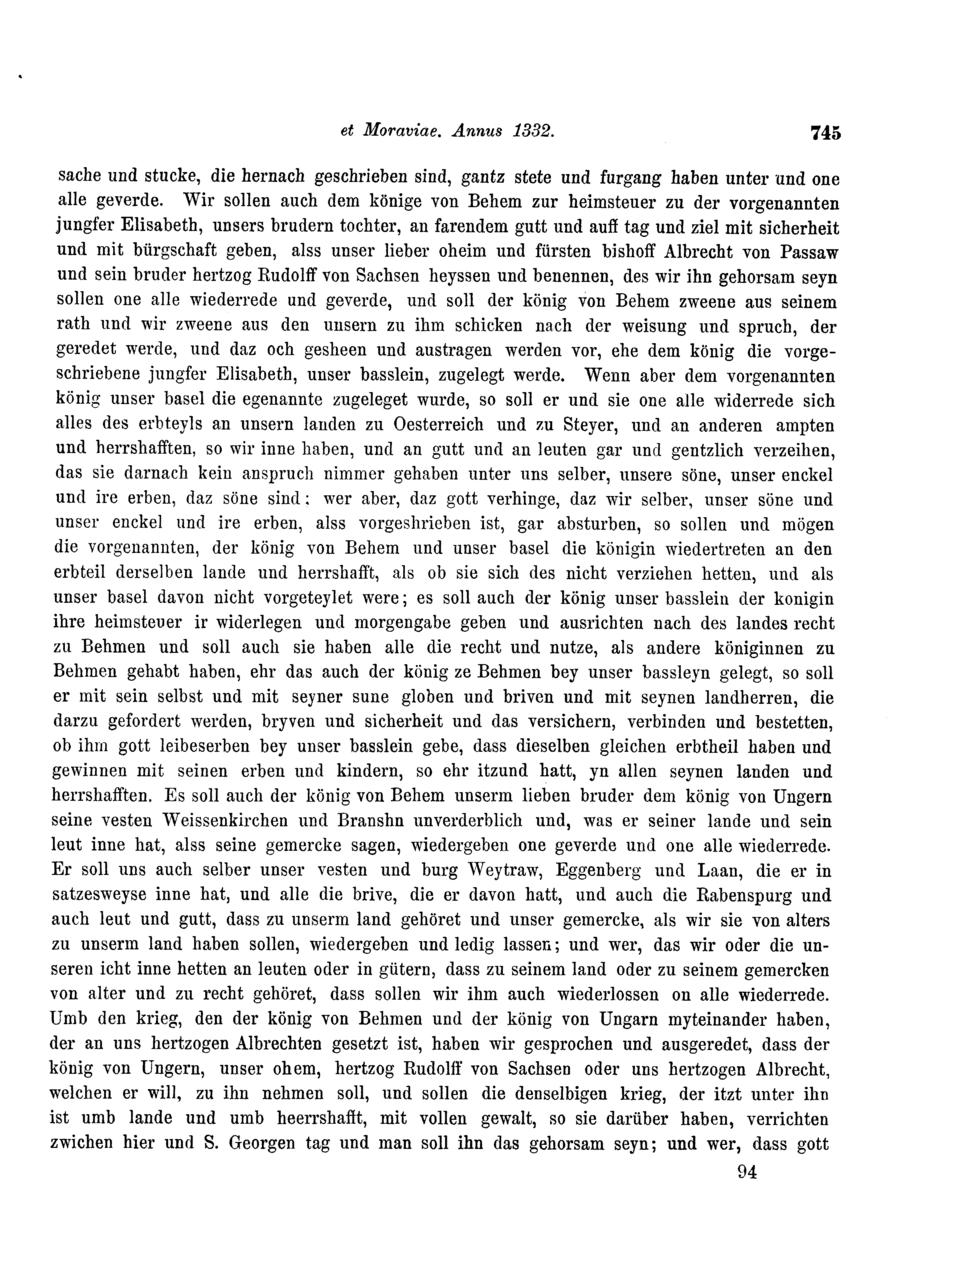 et Moraviae. Annus 1332. 745
sache und stucke, die hernach geschrieben sind, gantz stete und furgang haben unter und one
alle geverde. Wir sollen auch dem könige von Behem zur heimsteuer zu der vorgenannten
jungfer Elisabeth, unsers brudern tochter, an farendem gutt und auff tag und ziel mit sicherheit
und mit bürgschaft geben, alss unser lieber oheim und fürsten bishoff Albrecht von Passaw
und sein bruder hertzog Rudolff von Sachsen heyssen und benennen, des wir ihn gehorsam seyn
sollen one alle wiederrede und geverde, und soll der könig von Behem zweene aus seinem
rath und wir zweene aus den unsern zu ihm schicken nach der weisung und spruch, der
geredet werde, und daz och gesheen und austragen werden vor, ehe dem könig die vorge-
schriebene jungfer Elisabeth, unser basslein, zugelegt werde. Wenn aber dem vorgenannten
könig unser basel die egenannte zugeleget wurde, so soll er und sie one alle widerrede sich
alles des erbteyls an unsern landen zu Oesterreich und zu Steyer, und an anderen ampten
und herrshafften, so wir inne haben, und an gutt und an leuten gar und gentzlich verzeihen,
das sie darnach kein anspruch nimmer gehaben unter uns selber, unsere söne, unser enckel
und ire erben, daz söne sind: wer aber, daz gott verhinge, daz wir selber, unser söne und
unser enckel und ire erben, alss vorgeshrieben ist, gar absturben, so sollen und mögen
die vorgenannten, der könig von Behem und unser basel die königin wiedertreten an den
erbteil derselben lande und herrshafft, als ob sie sich des nicht verziehen hetten, und als
unser basel davon nicht vorgeteylet were; es soll auch der könig unser basslein der konigin
ihre heimsteuer ir widerlegen und morgengabe geben und ausrichten nach des landes recht
zu Behmen und soll auch sie haben alle die recht und nutze, als andere königinnen zu
Behmen gehabt haben, ehr das auch der könig ze Behmen bey unser bassleyn gelegt, so soll
er mit sein selbst und mit seyner sune globen und briven und mit seynen landherren, die
darzu gefordert werden, bryven und sicherheit und das versichern, verbinden und bestetten,
ob ihm gott leibeserben bey unser basslein gebe, dass dieselben gleichen erbtheil haben und
gewinnen mit seinen erben und kindern, so ehr itzund hatt, yn allen seynen landen und
herrshafften. Es soll auch der könig von Behem unserm lieben bruder dem könig von Ungern
seine vesten Weissenkirchen und Branshn unverderblich und, was er seiner lande und sein
leut inne hat, alss seine gemercke sagen, wiedergeben one geverde und one alle wiederrede.
Er soll uns auch selber unser vesten und burg Weytraw, Eggenberg und Laan, die er in
satzesweyse inne hat, und alle die brive, die er davon hatt, und auch die Rabenspurg und
auch leut und gutt, dass zu unserm land gehöret und unser gemercke, als wir sie von alters
zu unserm land haben sollen, wiedergeben und ledig lassen; und wer, das wir oder die un-
seren icht inne hetten an leuten oder in gütern, dass zu seinem land oder zu seinem gemercken
von alter und zu recht gehöret, dass sollen wir ihm auch wiederlossen on alle wiederrede.
Umb den krieg, den der könig von Behmen und der könig von Ungarn myteinander haben,
der an uns hertzogen Albrechten gesetzt ist, haben wir gesprochen und ausgeredet, dass der
könig von Ungern, unser ohem, hertzog Rudolff von Sachsen oder uns hertzogen Albrecht,
welchen er will, zu ihn nehmen soll, und sollen die denselbigen krieg, der itzt unter ihn
ist umb lande und umb heerrshafft, mit vollen gewalt, so sie darüber haben, verrichten
zwichen hier und S. Georgen tag und man soll ihn das gehorsam seyn; und wer, dass gott
94